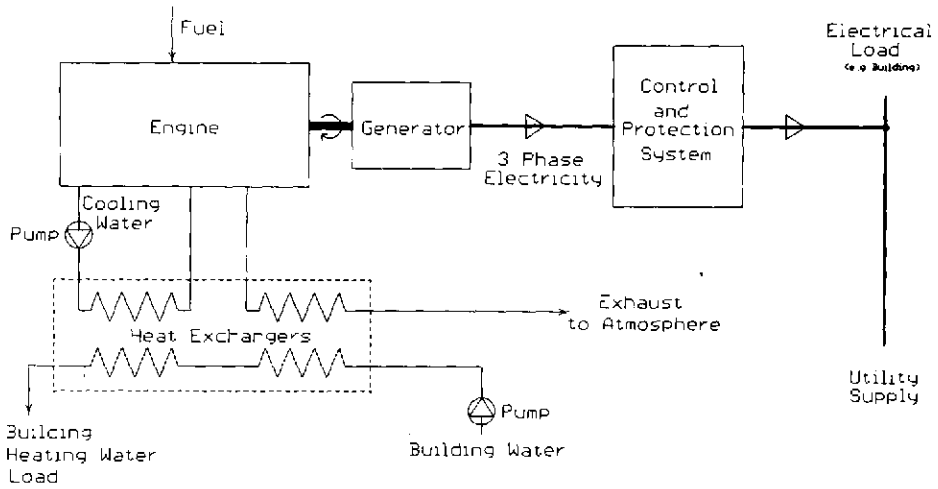 Fuel
Electrical
Load
(e.g Building)
Engine
Generator
Control
and
Protection
System
3 Phase
Electricity
Cooling
Water
Pump
Exhaust
to Atmosphere
Heat Exchangers
Utility
Supply
Pump
Building
Heating Water
Load
Building Water